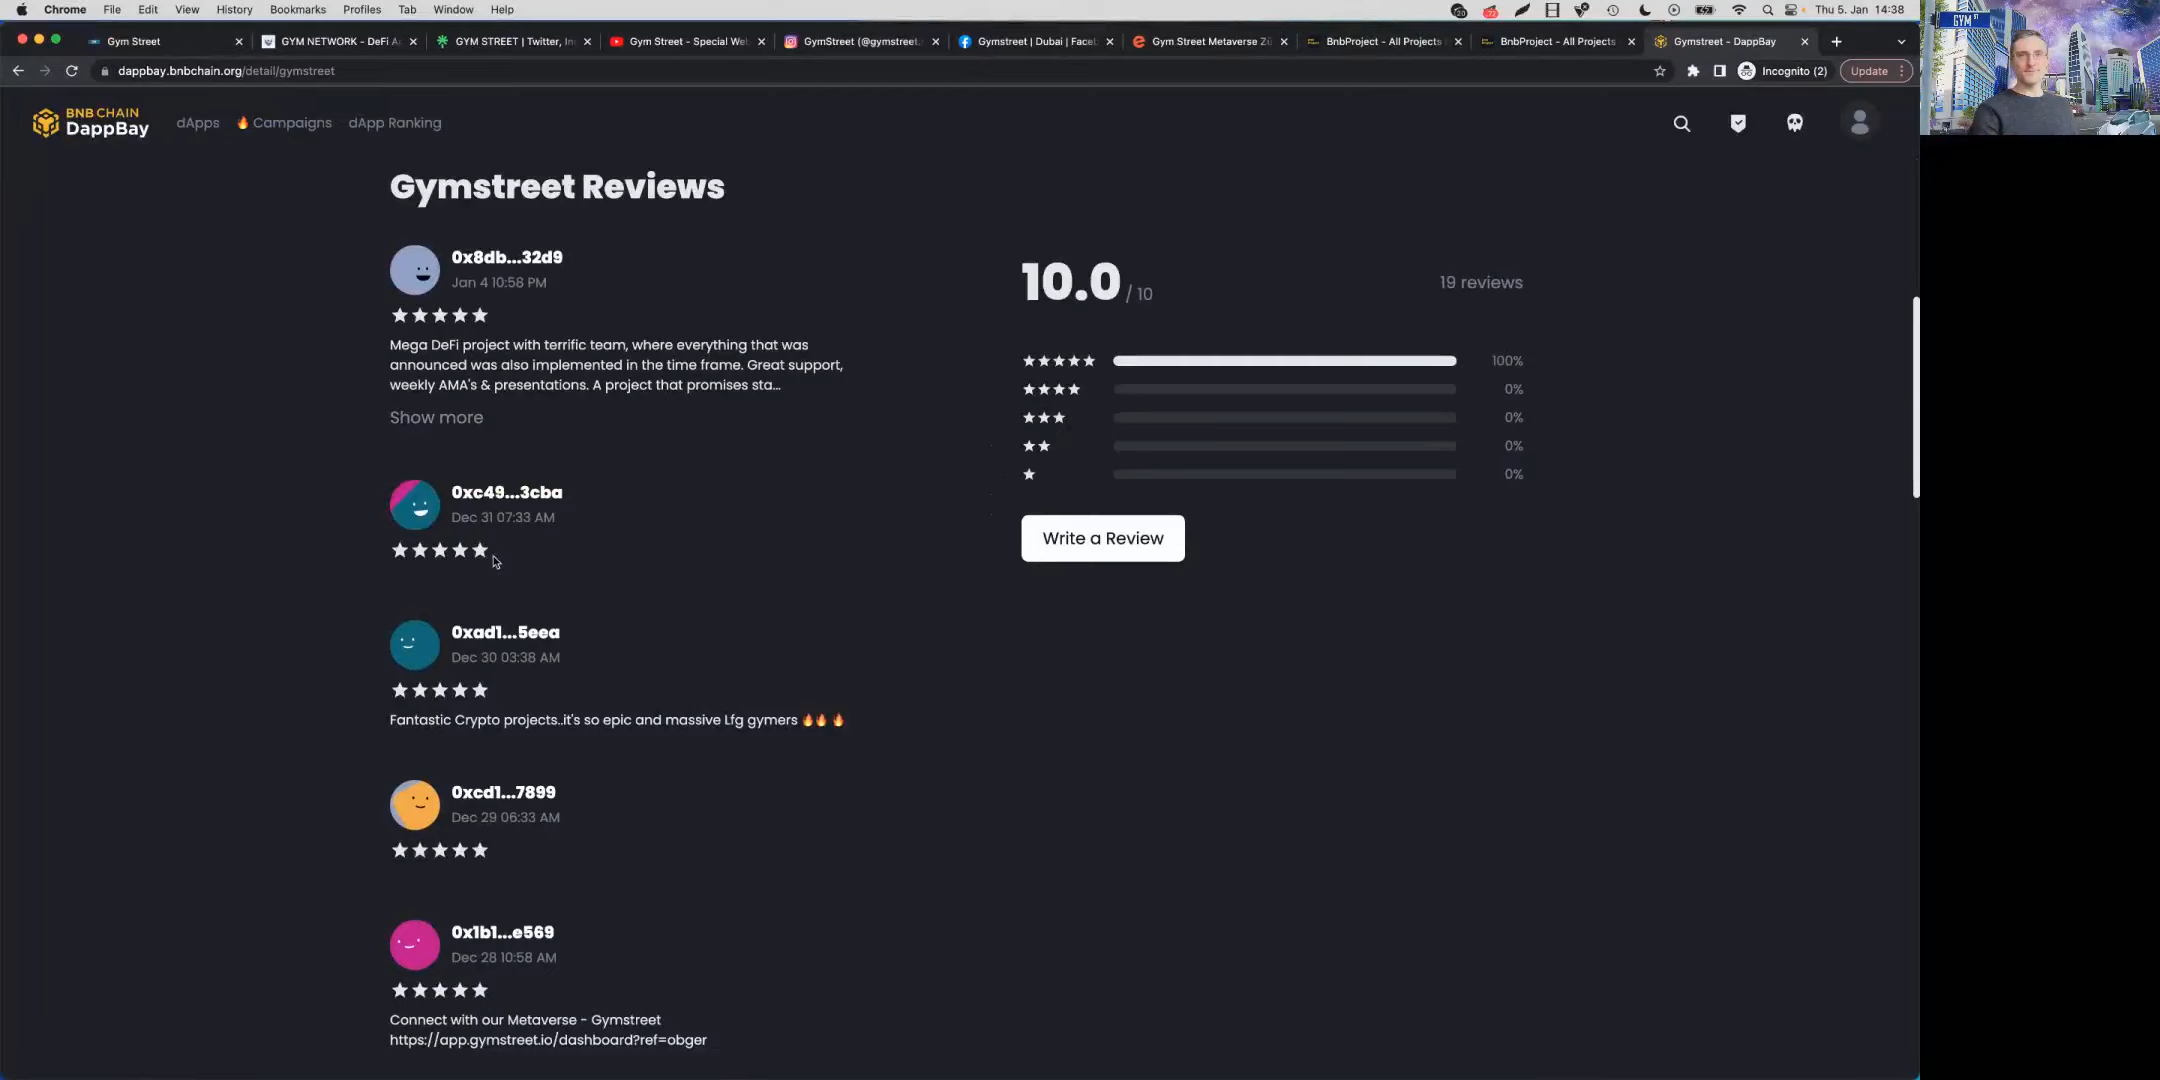 Chrome File Edit View History Bookmarks Profiles Tab Window Help
Thu 5. Jan 14:38
Gym Street
GYM NETWORK - DeFi A
GYM STREET | Twitter, In
Gym Street - Special We
GymStreet (@gymstreet.
Gymstreet | Dubai | Face
Gym Street Metaverse Zü
BnbProject - All Projects
BnbProject - All Projects
Gymstreet - DappBay
dappbay.bnbchain.org/detail/gymstreet
Incognito (2)
Update
GYM
BNB CHAIN
DappBay
dApps
Campaigns
dApp Ranking
Gymstreet Reviews
0x8db...32d9
Jan 4 10:58 PM
Mega DeFi project with terrific team, where everything that was
announced was also implemented in the time frame. Great support,
weekly AMA's & presentations. A project that promises sta...
Show more
0xc49...3cba
Dec 31 07:33 AM
0xad1...5eea
Dec 30 03:38 AM
Fantastic Crypto projects..it's so epic and massive Lfg gymers 🔥🔥 🔥
0xcd1...7899
Dec 29 06:33 AM
0x1b1...e569
Dec 28 10:58 AM
Connect with our Metaverse - Gymstreet
https://app.gymstreet.io/dashboard?ref=obger
10.0 / 10
19 reviews
100%
0%
0%
0%
0%
Write a Review